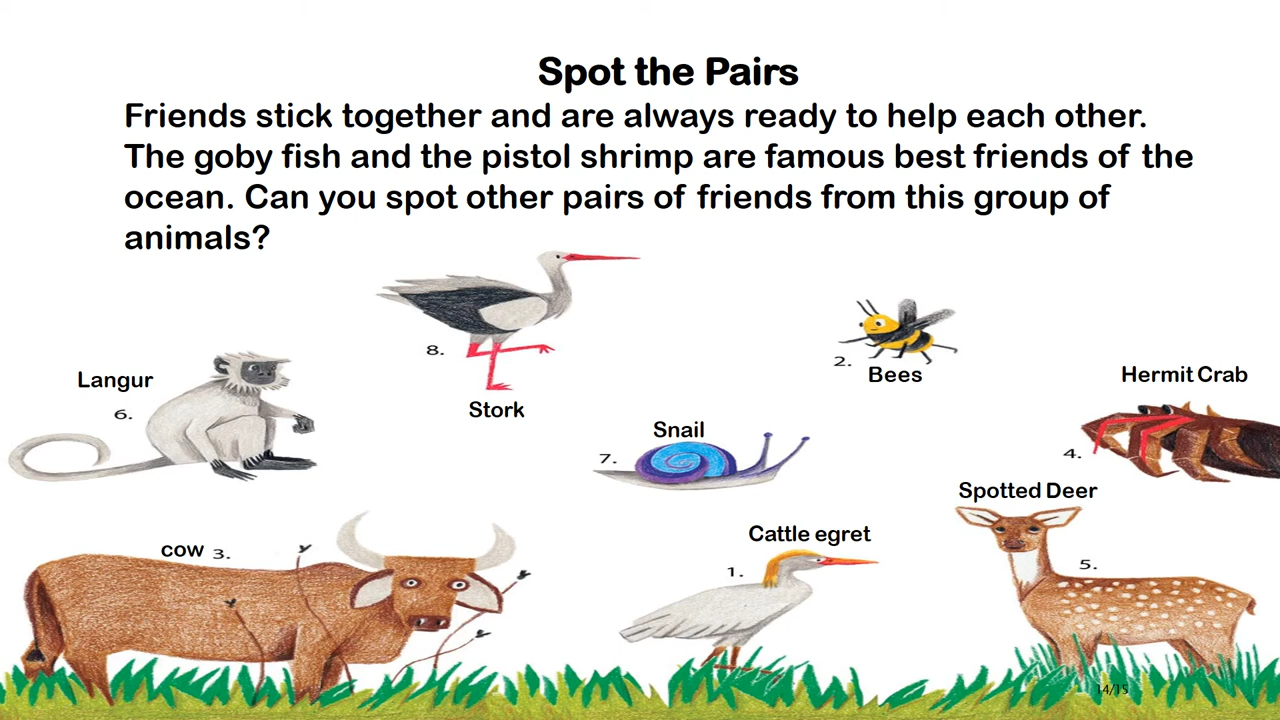 Spot the Pairs
Friends stick together and are always ready to help each other.
The goby fish and the pistol shrimp are famous best friends of the
ocean. Can you spot other pairs of friends from this group of
animals?
8.
Stork
2.
Bees
Langur
6.
Hermit Crab
4.
Snail
7.
Spotted Deer
5.
cow 3.
Cattle egret
1.
14/15